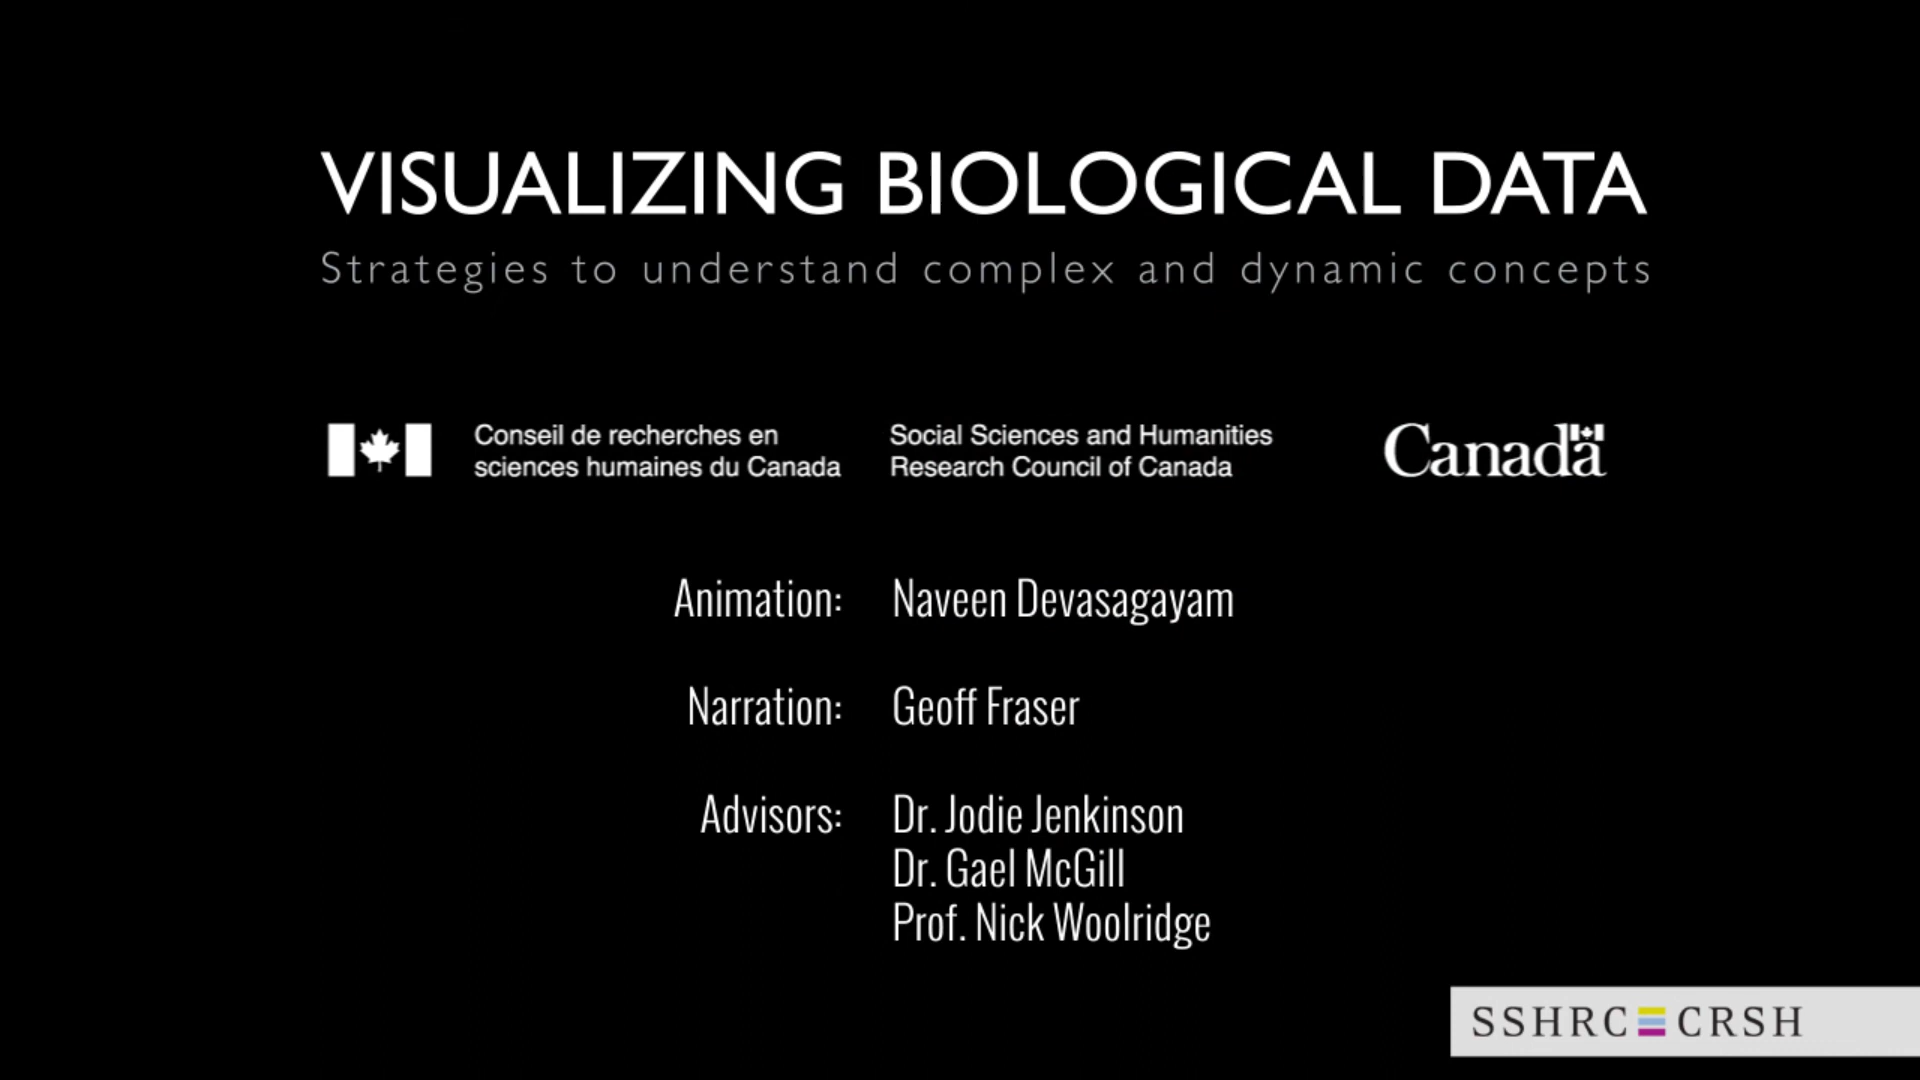 VISUALIZING BIOLOGICAL DATA
Strategies to understand complex and dynamic concepts
Conseil de recherches en
sciences humaines du Canada
Social Sciences and Humanities
Research Council of Canada
Canada
Animation: Naveen Devasagayam
Narration: Geoff Fraser
Advisors: Dr. Jodie Jenkinson
Dr. Gael McGill
Prof. Nick Woolridge
SSHRC CRSH